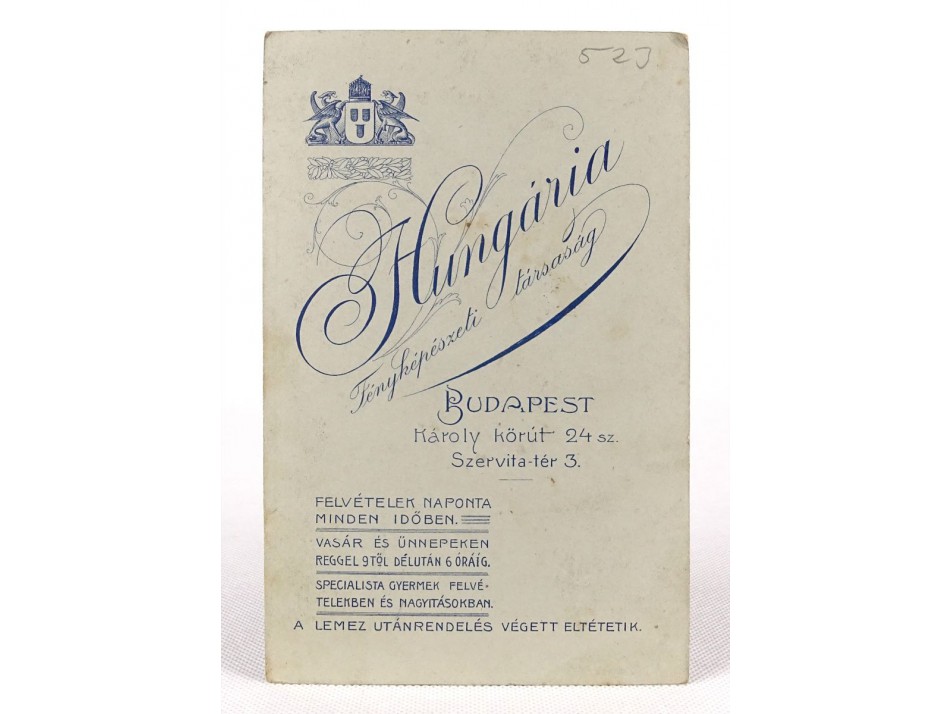 523
Hungária
Fényképészeti társaság
BUDAPEST
Károly körút 24 sz.
Szervita-tér 3.
FELVÉTELEK NAPONTA
MINDEN IDŐBEN.
VASÁR ÉS ÜNNEPEKEN
REGGEL 9TŐL DÉLUTÁN 6 ÓRÁIG.
SPECIALISTA GYERMEK FELVÉ-
TELEKBEN ÉS NAGYITÁSOKBAN.
A LEMEZ UTÁNRENDELÉS VÉGETT ELTÉTETIK.